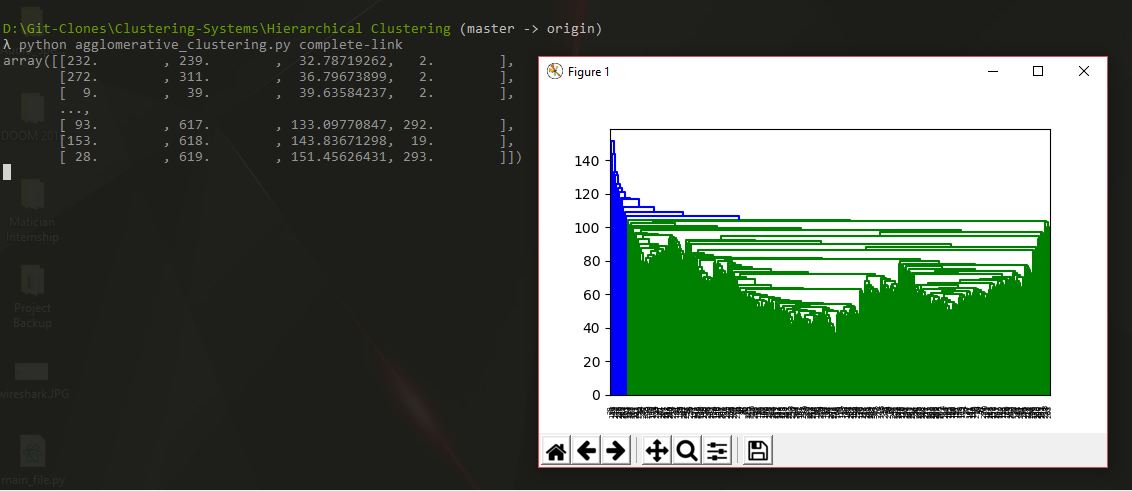 D:\Git-Clones\Clustering-Systems\Hierarchical Clustering (master -> origin)
λ python agglomerative_clustering.py complete-link
array([[232.        , 239.        ,  32.78719262,   2.        ],
       [272.        , 311.        ,  36.79673899,   2.        ],
       [  9.        ,  39.        ,  39.63584237,   2.        ],
       ...,
       [ 93.        , 617.        , 133.09770847, 292.        ],
       [153.        , 618.        , 143.83671298,  19.        ],
       [ 28.        , 619.        , 151.45626431, 293.        ]])
DOOM 201
Matician
Internship
Project
Backup
wireshark.JPG
main_file.py
Figure 1
140
120
100
80
60
40
20
0